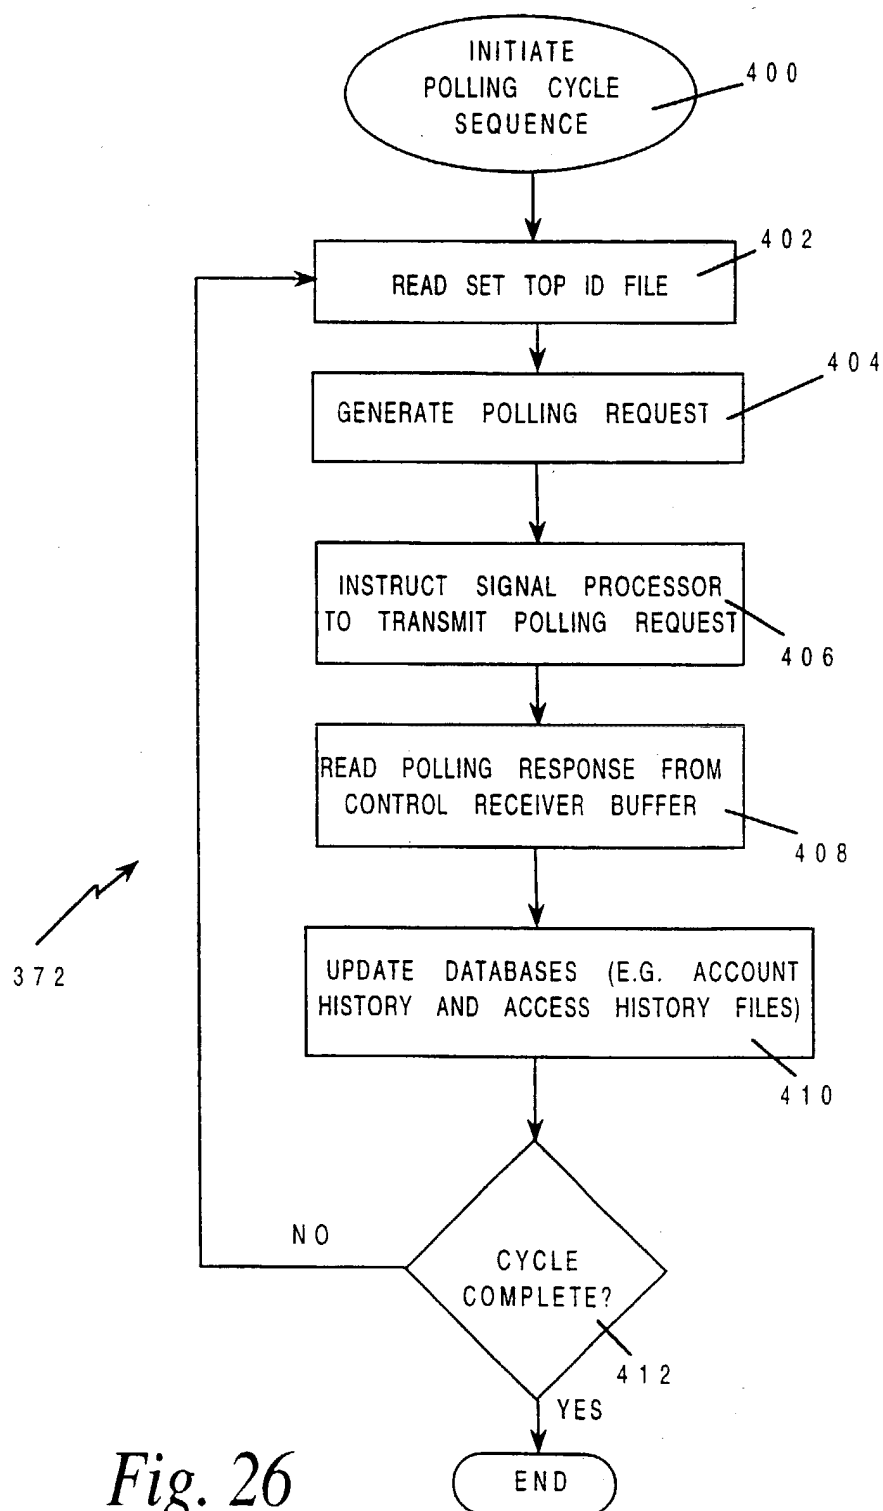 INITIATE
POLLING CYCLE
SEQUENCE
400
402
READ SET TOP ID FILE
404
GENERATE POLLING REQUEST
INSTRUCT SIGNAL PROCESSOR
TO TRANSMIT POLLING REQUEST
406
READ POLLING RESPONSE FROM
CONTROL RECEIVER BUFFER
408
372
UPDATE DATABASES (E.G. ACCOUNT
HISTORY AND ACCESS HISTORY FILES)
410
NO
CYCLE
COMPLETE?
412
YES
END
Fig. 26